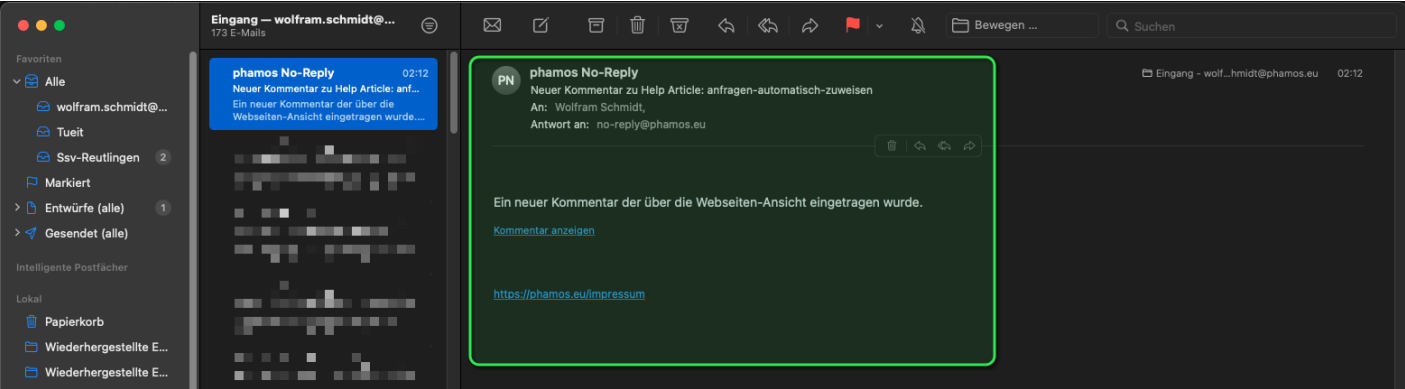 Eingang — wolfram.schmidt@...
173 E-Mails
Bewegen ...
Suchen
Favoriten
Alle
wolfram.schmidt@...
Tueit
Ssv-Reutlingen 2
Markiert
Entwürfe (alle) 1
Gesendet (alle)
Intelligente Postfächer
Lokal
Papierkorb
Wiederhergestellte E...
Wiederhergestellte E...
phamos No-Reply 02:12
Neuer Kommentar zu Help Article: anf...
Ein neuer Kommentar der über die
Webseiten-Ansicht eingetragen wurde....
PN
phamos No-Reply
Neuer Kommentar zu Help Article: anfragen-automatisch-zuweisen
An: Wolfram Schmidt,
Antwort an: no-reply@phamos.eu
Eingang - wolf...hmidt@phamos.eu 02:12
Ein neuer Kommentar der über die Webseiten-Ansicht eingetragen wurde.
Kommentar anzeigen
https://phamos.eu/impressum